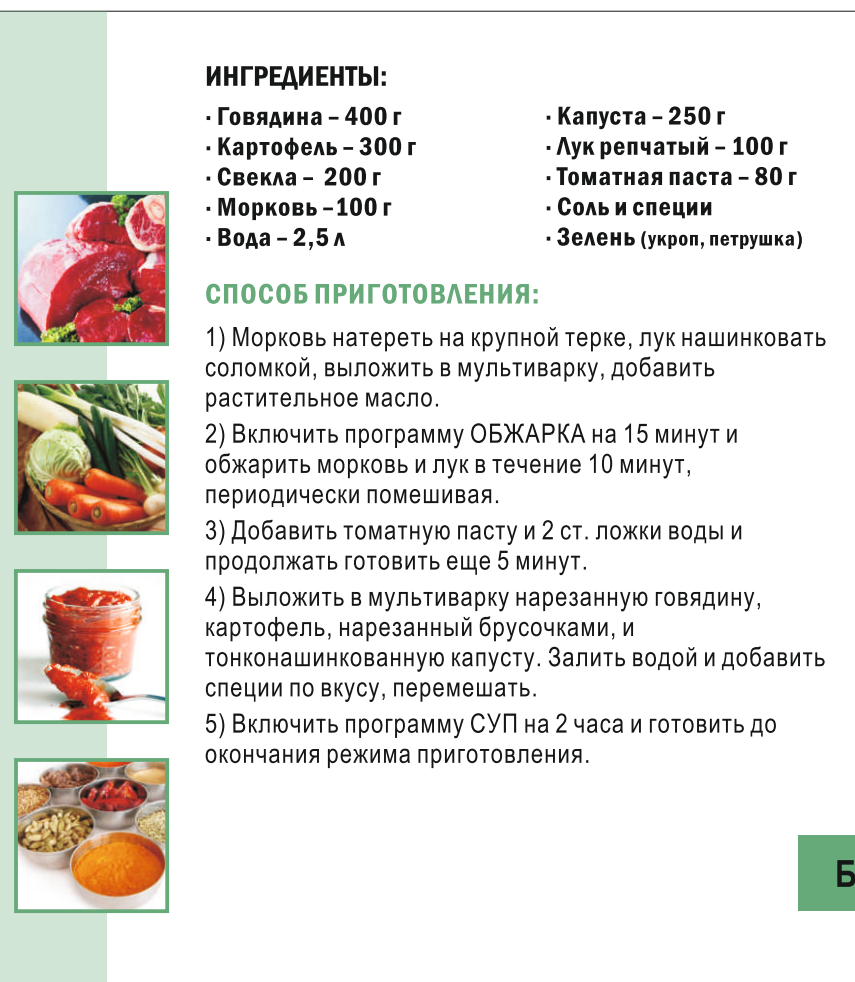 ИНГРЕДИЕНТЫ:
· Говядина – 400 г
· Картофель – 300 г
· Свекла – 200 г
· Морковь –100 г
· Вода – 2,5 л
· Капуста – 250 г
· Лук репчатый – 100 г
· Томатная паста – 80 г
· Соль и специи
· Зелень (укроп, петрушка)
СПОСОБ ПРИГОТОВЛЕНИЯ:
1) Морковь натереть на крупной терке, лук нашинковать
соломкой, выложить в мультиварку, добавить
растительное масло.
2) Включить программу ОБЖАРКА на 15 минут и
обжарить морковь и лук в течение 10 минут,
периодически помешивая.
3) Добавить томатную пасту и 2 ст. ложки воды и
продолжать готовить еще 5 минут.
4) Выложить в мультиварку нарезанную говядину,
картофель, нарезанный брусочками, и
тонконашинкованную капусту. Залить водой и добавить
специи по вкусу, перемешать.
5) Включить программу СУП на 2 часа и готовить до
окончания режима приготовления.
Б